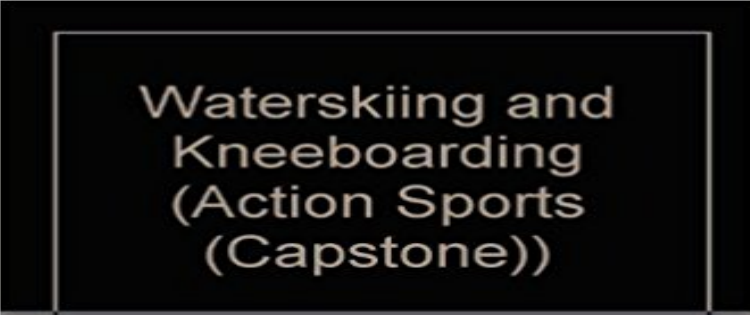 Waterskiing and
Kneeboarding
(Action Sports
(Capstone))